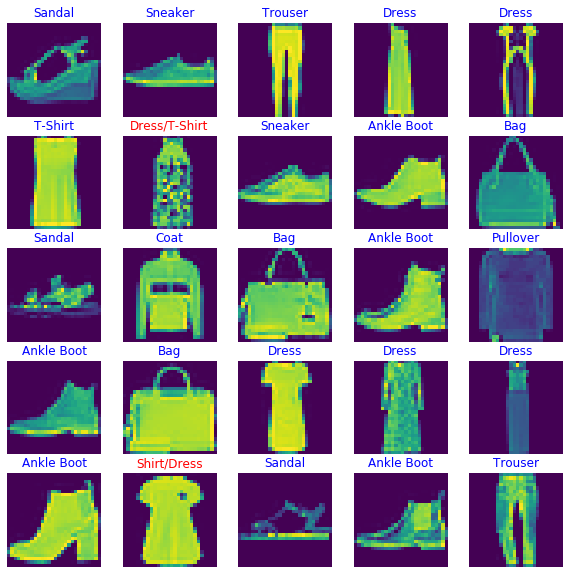 Sandal Sneaker Trouser Dress Dress
T-Shirt Dress/T-Shirt Sneaker Ankle Boot Bag
Sandal Coat Bag Ankle Boot Pullover
Ankle Boot Bag Dress Dress Dress
Ankle Boot Shirt/Dress Sandal Ankle Boot Trouser